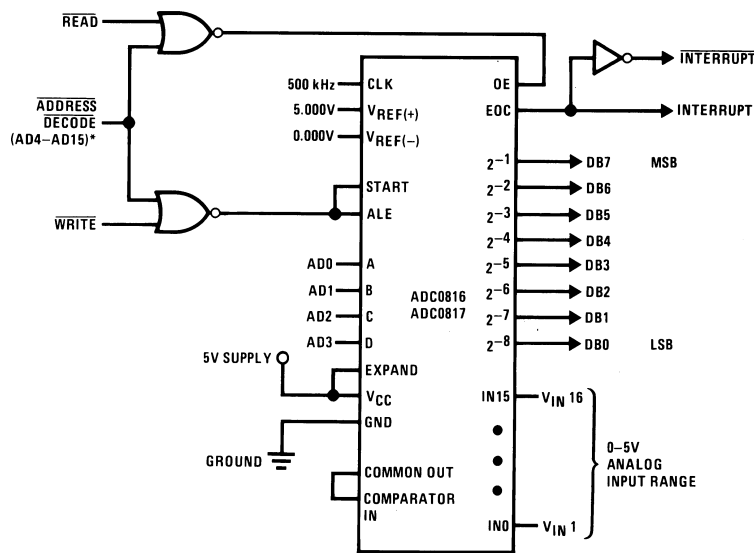 READ
ADDRESS
DECODE
(AD4–AD15)*
WRITE
500 kHz
5.000V
0.000V
AD0
AD1
AD2
AD3
5V SUPPLY
GROUND
CLK
VREF(+)
VREF(−)
START
ALE
A
B
C
D
EXPAND
VCC
GND
COMMON OUT
COMPARATOR
IN
ADC0816
ADC0817
OE
EOC
2−1
2−2
2−3
2−4
2−5
2−6
2−7
2−8
IN15
IN0
INTERRUPT
INTERRUPT
DB7 MSB
DB6
DB5
DB4
DB3
DB2
DB1
DB0 LSB
VIN 16
0–5V
ANALOG
INPUT RANGE
VIN 1